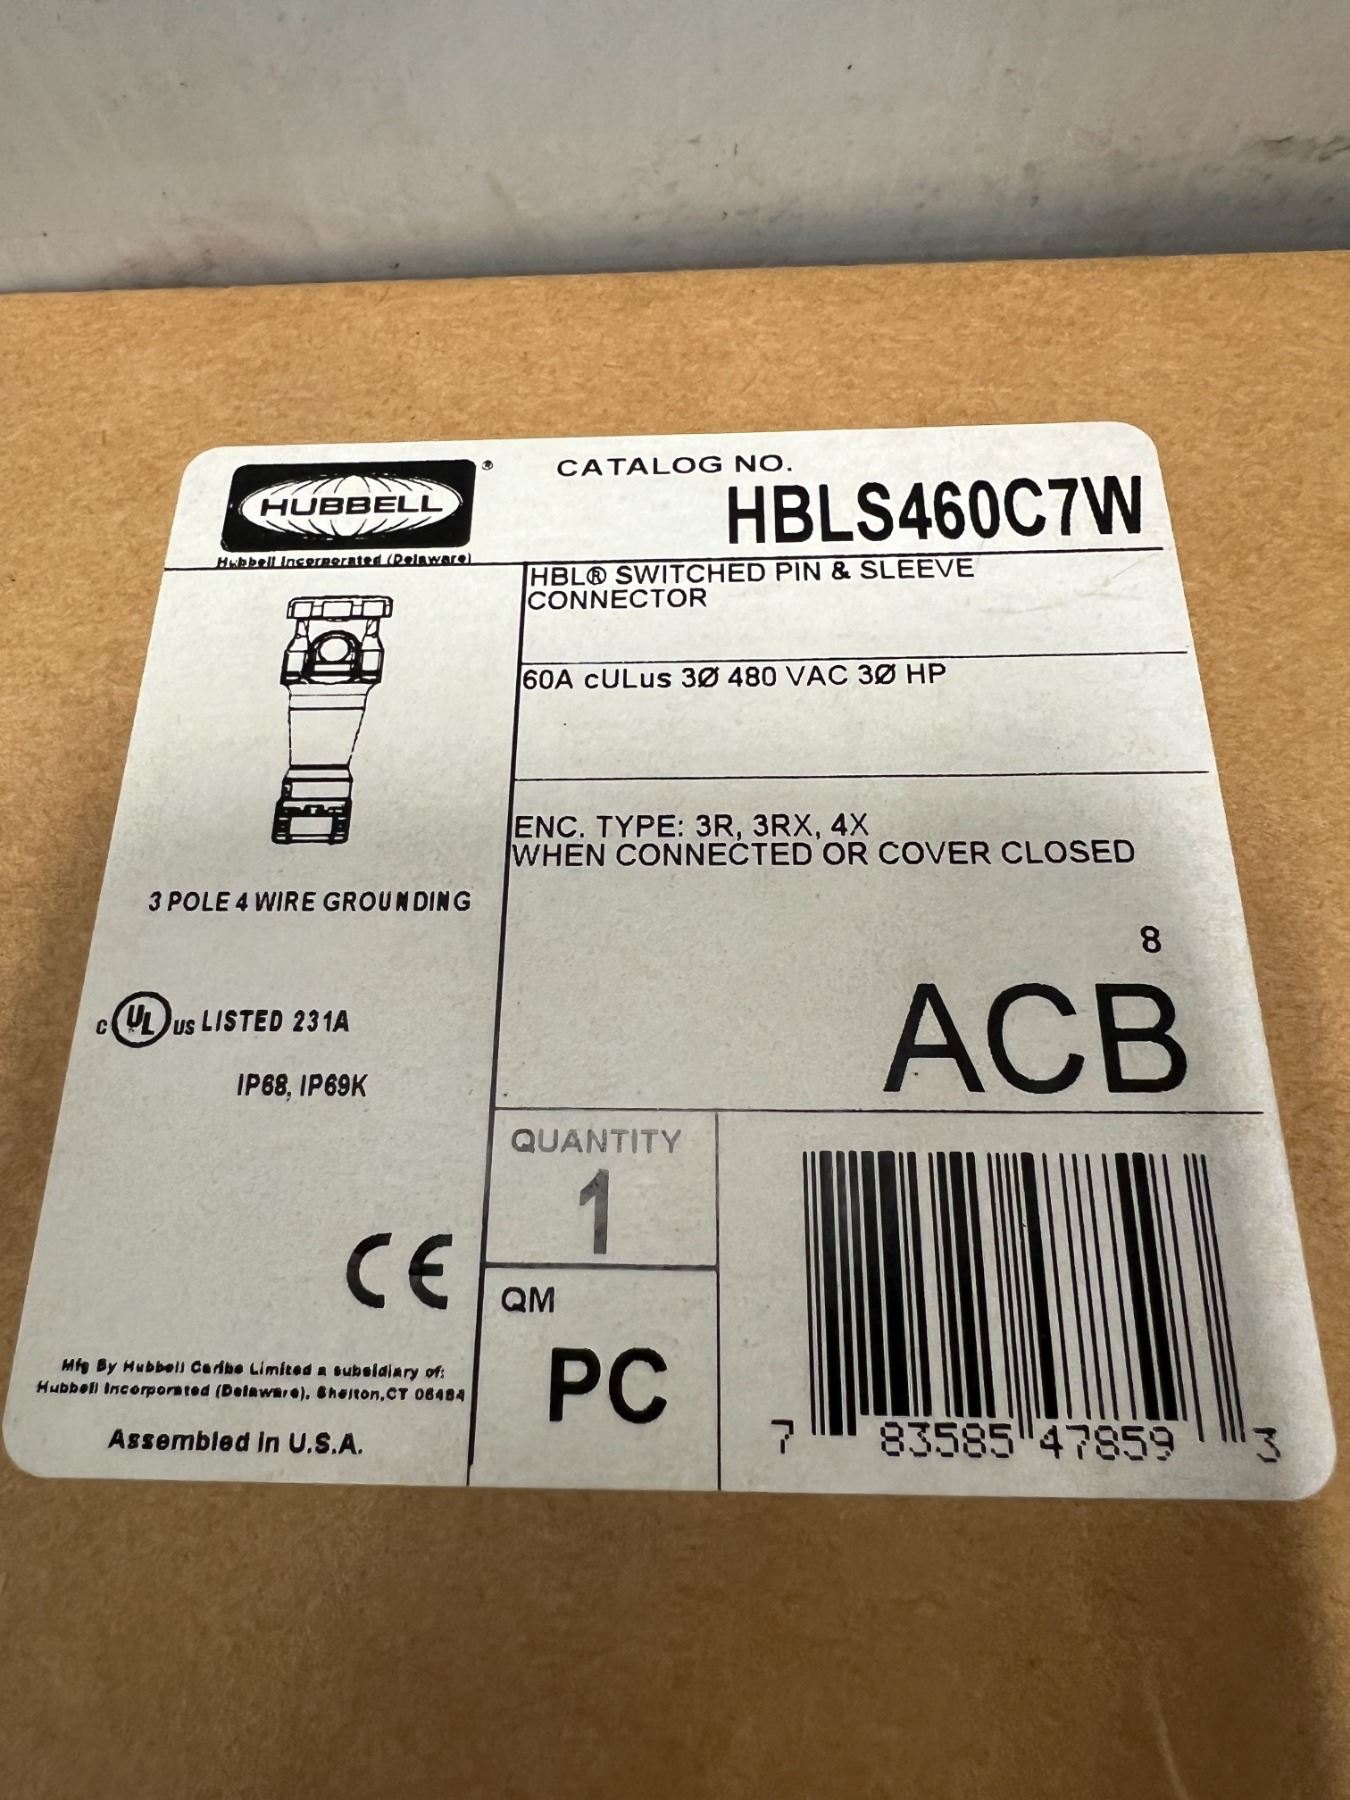 HUBBELL ®
Hubbell Incorporated (Delaware)
CATALOG NO.
HBLS460C7W
HBL® SWITCHED PIN & SLEEVE
CONNECTOR
60A cULus 3Ø 480 VAC 3Ø HP
ENC. TYPE: 3R, 3RX, 4X
WHEN CONNECTED OR COVER CLOSED
3 POLE 4 WIRE GROUNDING
8
ACB
c UL us LISTED 231A
IP68, IP69K
QUANTITY
1
CE
QM
PC
Mfg By Hubbell Caribe Limited a subsidiary of:
Hubbell Incorporated (Delaware), Shelton,CT 06484
Assembled in U.S.A.
7 83585 47859 3